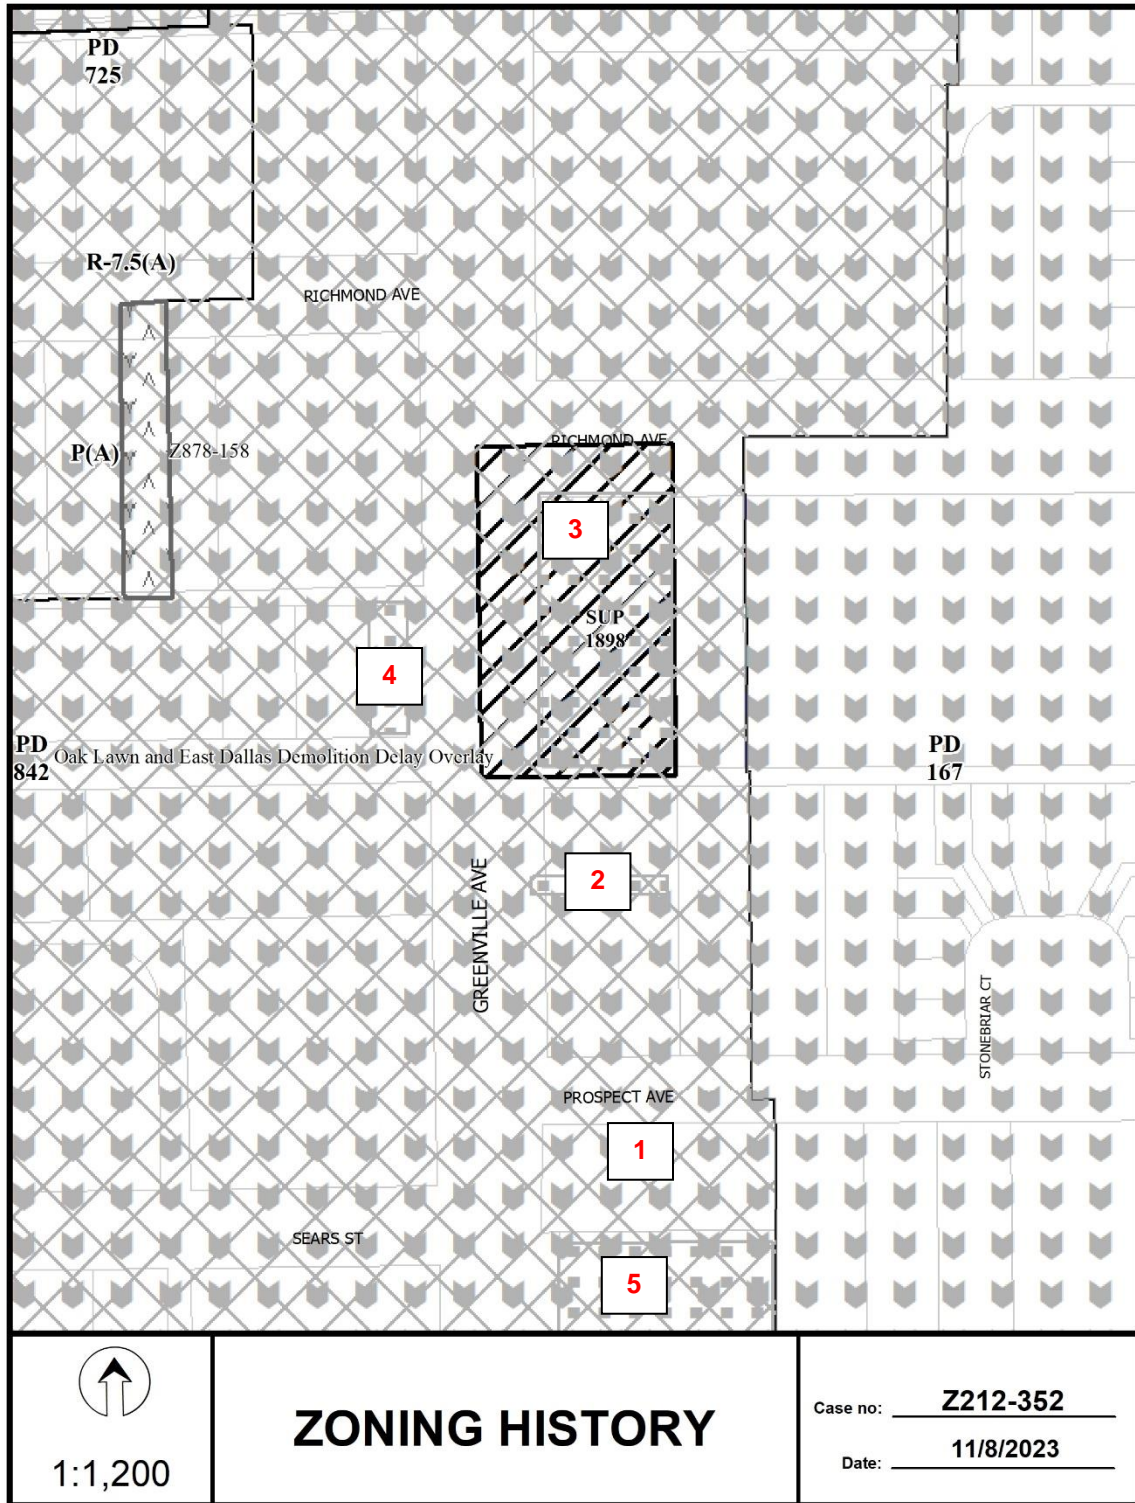 PD
725
R-7.5(A)
RICHMOND AVE
RICHMOND AVE
P(A)
Z878-158
3
SUP
1898
4
PD
842
Oak Lawn and East Dallas Demolition Delay Overlay
PD
167
2
GREENVILLE AVE
STONEBRIAR CT
PROSPECT AVE
1
SEARS ST
5
1:1,200
ZONING HISTORY
Case no: Z212-352
Date: 11/8/2023